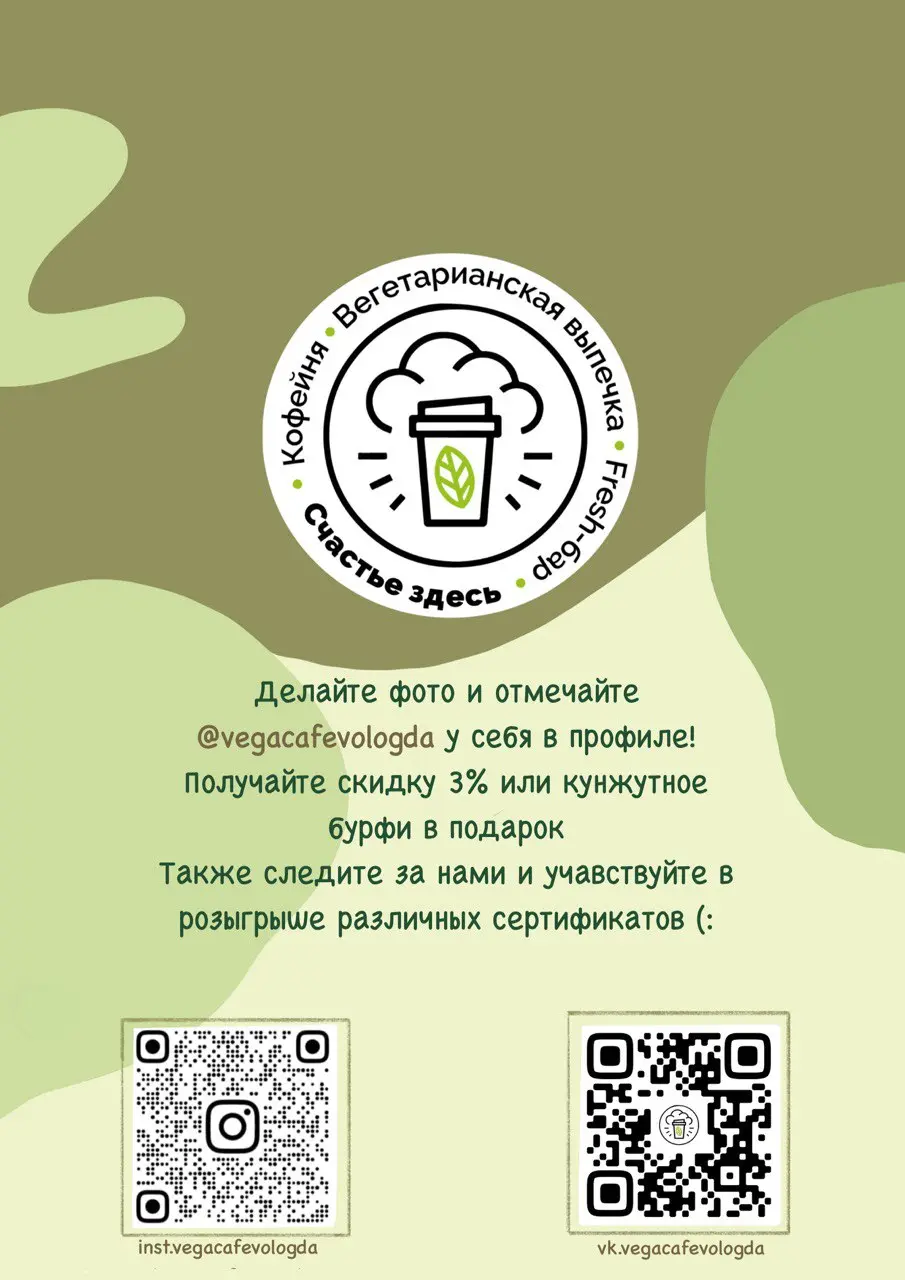 Кофейня • Вегетарианская выпечка • Fresh-бар •
Счастье здесь
Делайте фото и отмечайте
@vegacafevologda у себя в профиле!
Получайте скидку 3% или кунжутное
бурфи в подарок
Также следите за нами и учавствуйте в
розыгрыше различных сертификатов (:
inst.vegacafevologda
vk.vegacafevologda